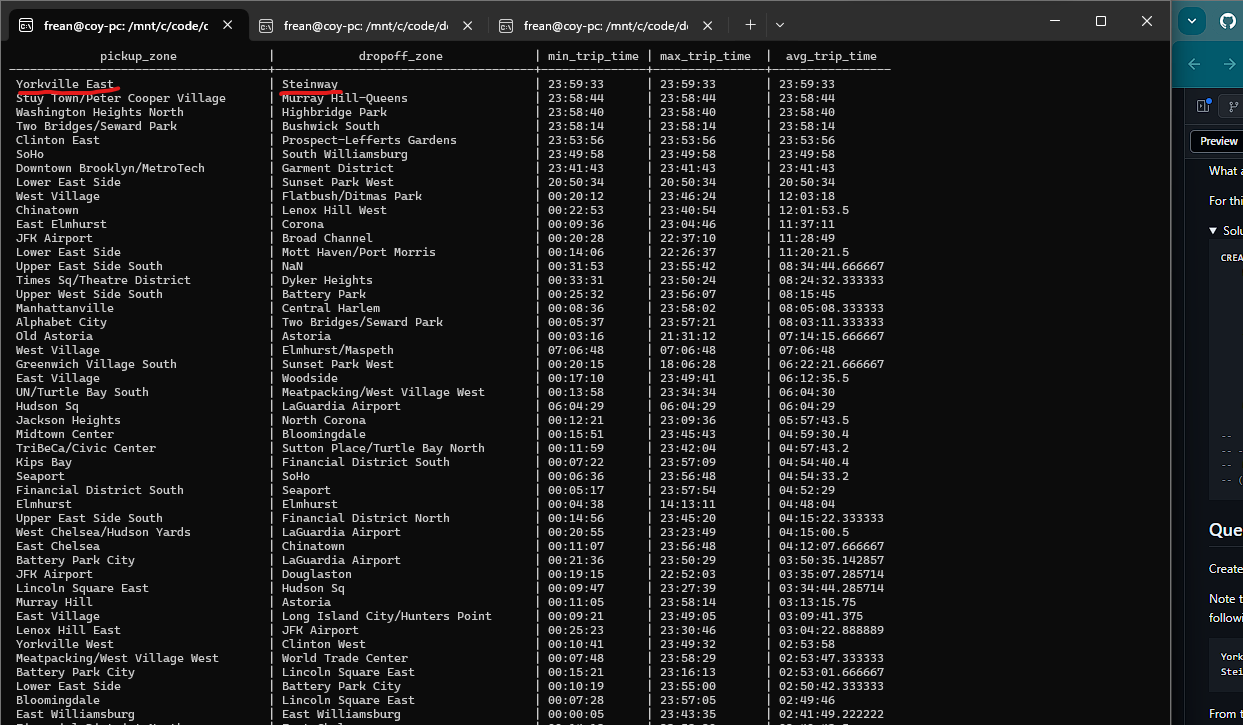 frean@coy-pc: /mnt/c/code/c
frean@coy-pc: /mnt/c/code/de
frean@coy-pc: /mnt/c/code/de
pickup_zone | dropoff_zone | min_trip_time | max_trip_time | avg_trip_time
Yorkville East | Steinway | 23:59:33 | 23:59:33 | 23:59:33
Stuy Town/Peter Cooper Village | Murray Hill-Queens | 23:58:44 | 23:58:44 | 23:58:44
Washington Heights North | Highbridge Park | 23:58:40 | 23:58:40 | 23:58:40
Two Bridges/Seward Park | Bushwick South | 23:58:14 | 23:58:14 | 23:58:14
Clinton East | Prospect-Lefferts Gardens | 23:53:56 | 23:53:56 | 23:53:56
SoHo | South Williamsburg | 23:49:58 | 23:49:58 | 23:49:58
Downtown Brooklyn/MetroTech | Garment District | 23:41:43 | 23:41:43 | 23:41:43
Lower East Side | Sunset Park West | 20:50:34 | 20:50:34 | 20:50:34
West Village | Flatbush/Ditmas Park | 00:20:12 | 23:46:24 | 12:03:18
Chinatown | Lenox Hill West | 00:22:53 | 23:40:54 | 12:01:53.5
East Elmhurst | Corona | 00:09:36 | 23:04:46 | 11:37:11
JFK Airport | Broad Channel | 00:20:28 | 22:37:10 | 11:28:49
Lower East Side | Mott Haven/Port Morris | 00:14:06 | 22:26:37 | 11:20:21.5
Upper East Side South | NaN | 00:31:53 | 23:55:42 | 08:34:44.666667
Times Sq/Theatre District | Dyker Heights | 00:33:31 | 23:50:24 | 08:24:32.333333
Upper West Side South | Battery Park | 00:25:32 | 23:56:07 | 08:15:45
Manhattanville | Central Harlem | 00:08:36 | 23:58:02 | 08:05:08.333333
Alphabet City | Two Bridges/Seward Park | 00:05:37 | 23:57:21 | 08:03:11.333333
Old Astoria | Astoria | 00:03:16 | 21:31:12 | 07:14:15.666667
West Village | Elmhurst/Maspeth | 07:06:48 | 07:06:48 | 07:06:48
Greenwich Village South | Sunset Park West | 00:20:15 | 18:06:28 | 06:22:21.666667
East Village | Woodside | 00:17:10 | 23:49:41 | 06:12:35.5
UN/Turtle Bay South | Meatpacking/West Village West | 00:13:58 | 23:34:34 | 06:04:30
Hudson Sq | LaGuardia Airport | 06:04:29 | 06:04:29 | 06:04:29
Jackson Heights | North Corona | 00:12:21 | 23:09:36 | 05:57:43.5
Midtown Center | Bloomingdale | 00:15:51 | 23:45:43 | 04:59:30.4
TriBeCa/Civic Center | Sutton Place/Turtle Bay North | 00:11:59 | 23:42:04 | 04:57:43.2
Kips Bay | Financial District South | 00:07:22 | 23:57:09 | 04:54:40.4
Seaport | SoHo | 00:06:36 | 23:56:48 | 04:54:33.2
Financial District South | Seaport | 00:05:17 | 23:57:54 | 04:52:29
Elmhurst | Elmhurst | 00:04:38 | 14:13:11 | 04:48:04
Upper East Side South | Financial District North | 00:14:56 | 23:45:20 | 04:15:22.333333
West Chelsea/Hudson Yards | LaGuardia Airport | 00:20:55 | 23:23:49 | 04:15:00.5
East Chelsea | Chinatown | 00:11:07 | 23:56:48 | 04:12:07.666667
Battery Park City | LaGuardia Airport | 00:21:36 | 23:50:29 | 03:50:35.142857
JFK Airport | Douglaston | 00:19:15 | 22:52:03 | 03:35:07.285714
Lincoln Square East | Hudson Sq | 00:09:47 | 23:27:39 | 03:34:44.285714
Murray Hill | Astoria | 00:11:05 | 23:58:14 | 03:13:15.75
East Village | Long Island City/Hunters Point | 00:09:21 | 23:49:05 | 03:09:41.375
Lenox Hill East | JFK Airport | 00:25:23 | 23:30:46 | 03:04:22.888889
Yorkville West | Clinton West | 00:10:41 | 23:49:32 | 02:53:58
Meatpacking/West Village West | World Trade Center | 00:07:48 | 23:58:29 | 02:53:47.333333
Battery Park City | Lincoln Square East | 00:15:21 | 23:16:13 | 02:53:01.666667
Lower East Side | Battery Park City | 00:10:19 | 23:55:00 | 02:50:42.333333
Bloomingdale | Lincoln Square East | 00:07:28 | 23:57:05 | 02:49:46
East Williamsburg | East Williamsburg | 00:00:05 | 23:43:35 | 02:41:49.222222
Preview
What a
For thi
Solu
CREA
--
-- -
--
-- (
Que
Create
Note t
followi
York
Stei
From t